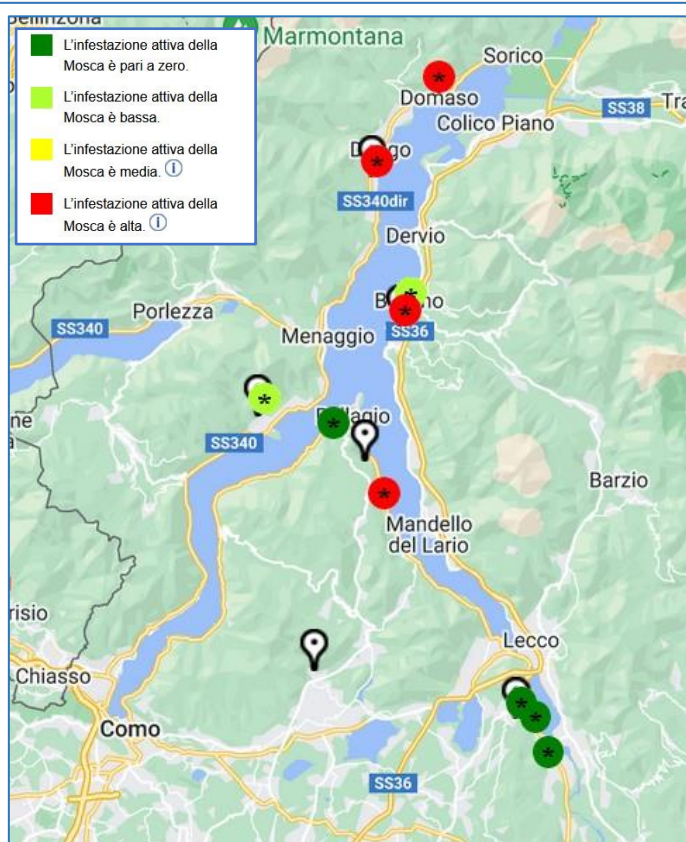 Marmontana
L'infestazione attiva della
Mosca è pari a zero.
L'infestazione attiva della
Mosca è bassa.
L'infestazione attiva della
Mosca è media. i
L'infestazione attiva della
Mosca è alta. i
Sorico
Domaso
SS38
Colico Piano
SS340dir
Dervio
Porlezza
SS340
Menaggio
SS36
SS340
Barzio
Mandello
del Lario
Lecco
Chiasso
Como
SS36